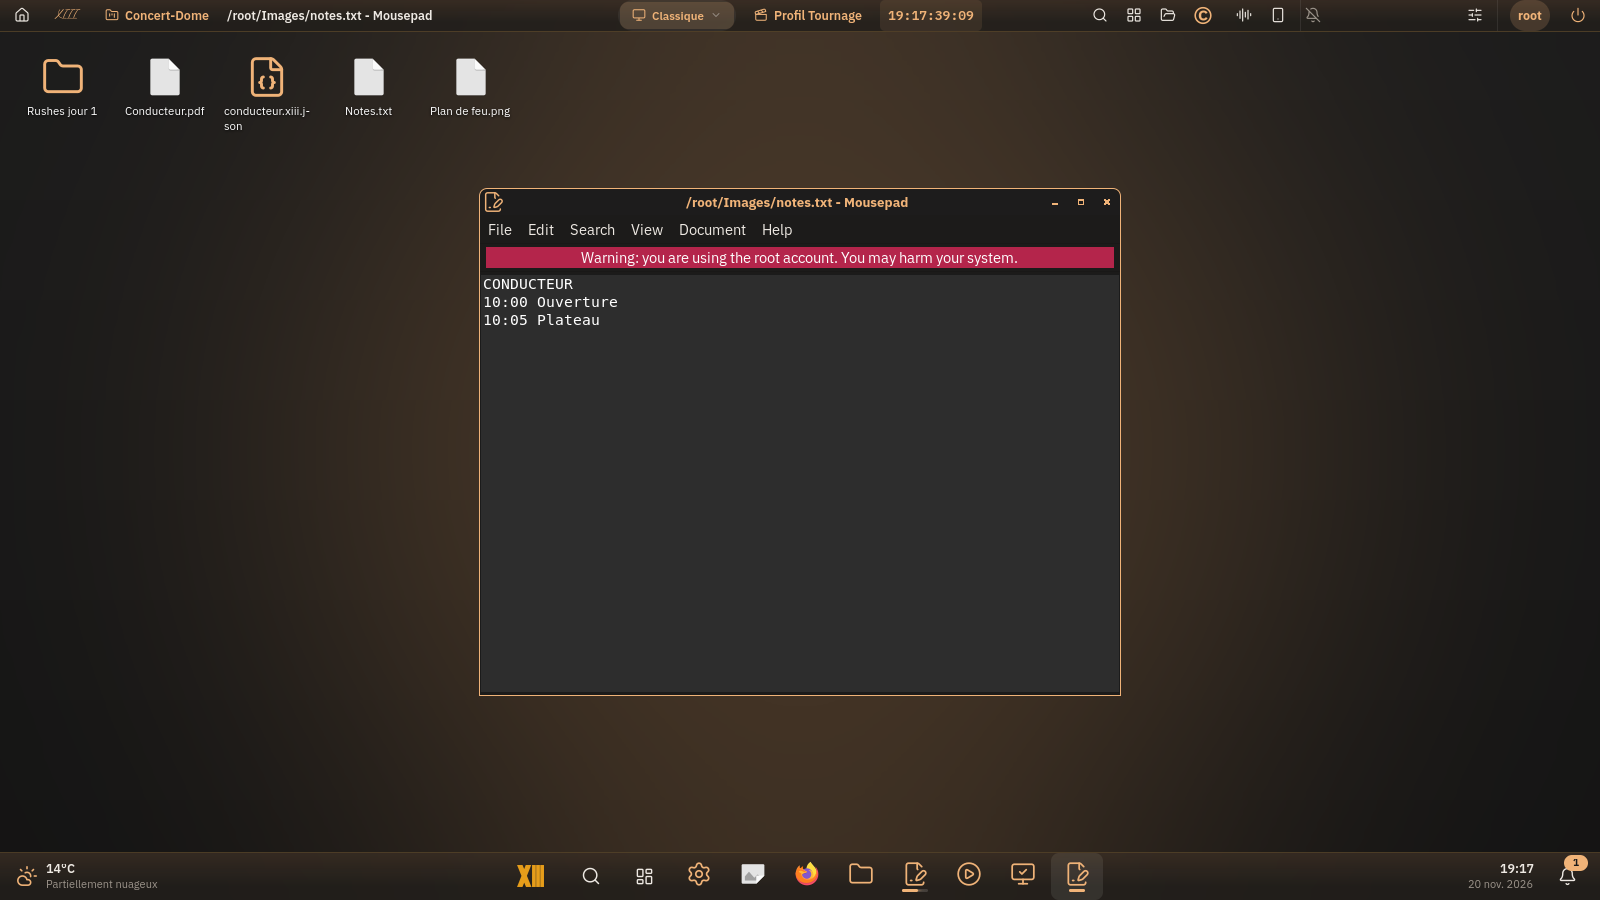 Concert-Dome /root/Images/notes.txt - Mousepad Classique Profil Tournage 19:17:39:09 root
Rushes jour 1
Conducteur.pdf
conducteur.xiii.j-
son
Notes.txt
Plan de feu.png
/root/Images/notes.txt - Mousepad
File Edit Search View Document Help
Warning: you are using the root account. You may harm your system.
CONDUCTEUR
10:00 Ouverture
10:05 Plateau
14°C
Partiellement nuageux
XIII
19:17
20 nov. 2026
1